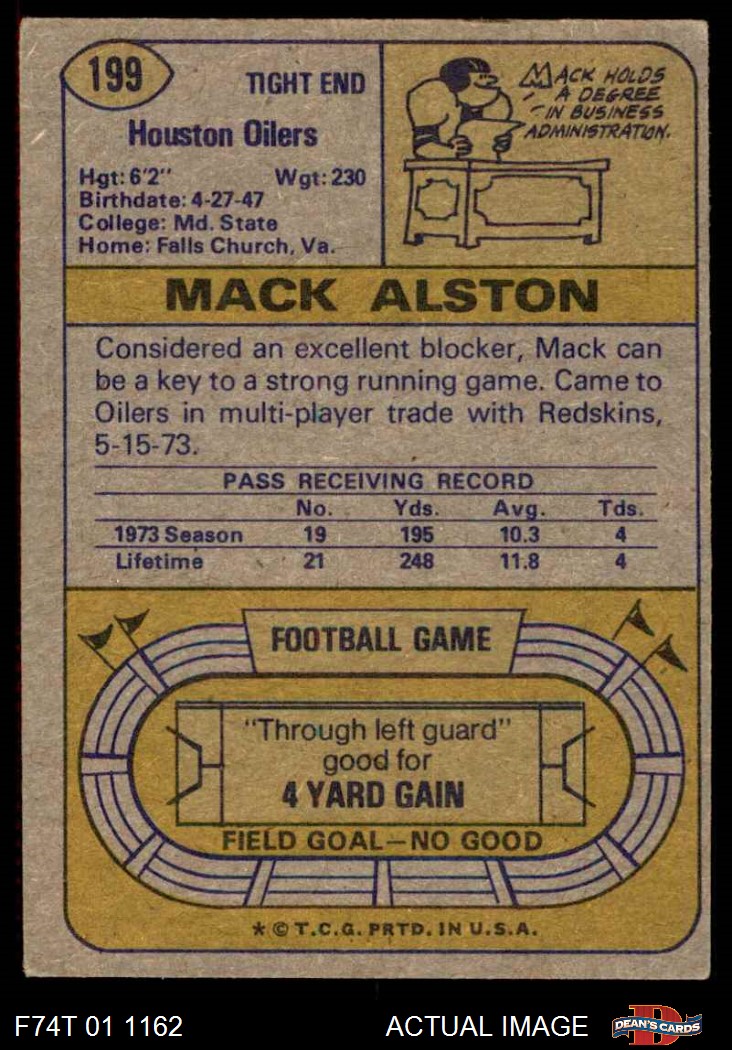 199
TIGHT END
Houston Oilers
Hgt: 6'2" Wgt: 230
Birthdate: 4-27-47
College: Md. State
Home: Falls Church, Va.
MACK HOLDS
A DEGREE
IN BUSINESS
ADMINISTRATION.
MACK ALSTON
Considered an excellent blocker, Mack can
be a key to a strong running game. Came to
Oilers in multi-player trade with Redskins,
5-15-73.
PASS RECEIVING RECORD
No. Yds. Avg. Tds.
1973 Season 19 195 10.3 4
Lifetime 21 248 11.8 4
FOOTBALL GAME
"Through left guard"
good for
4 YARD GAIN
FIELD GOAL—NO GOOD
* © T.C.G. PRTD. IN U.S.A.
F74T 01 1162 ACTUAL IMAGE
D
DEAN'S CARDS